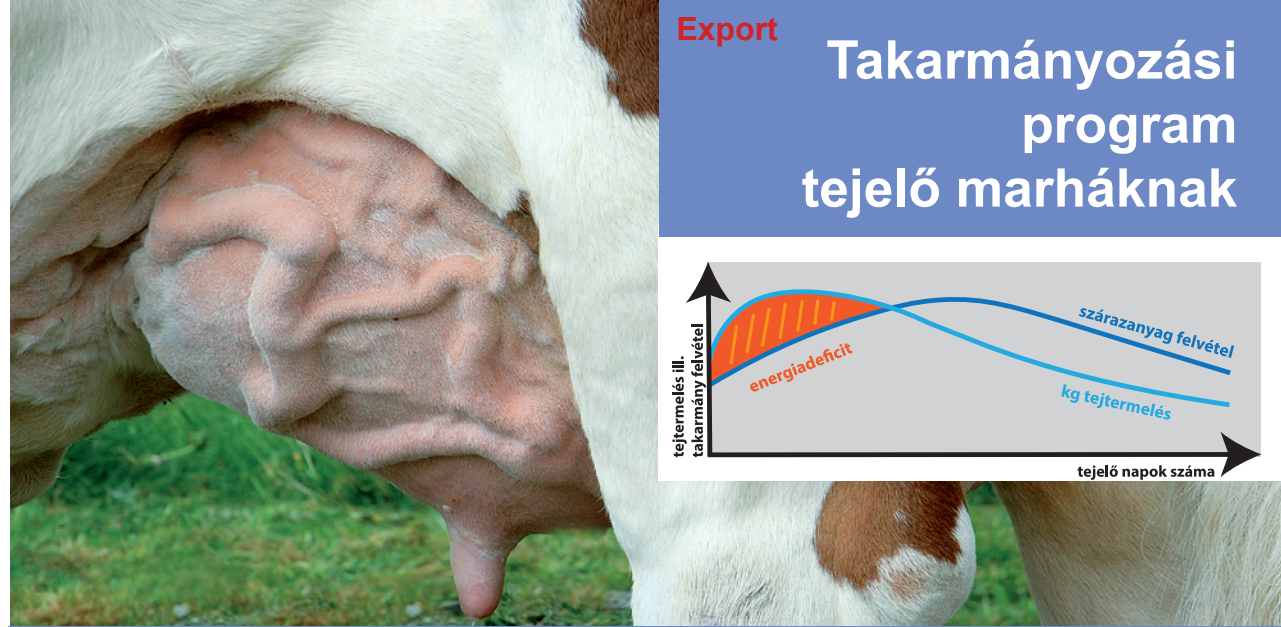 Export
Takarmányozási
program
tejelő marháknak
tejtermelés ill.
takarmány felvétel
energiadeficit
szárazanyag felvétel
kg tejtermelés
tejelő napok száma